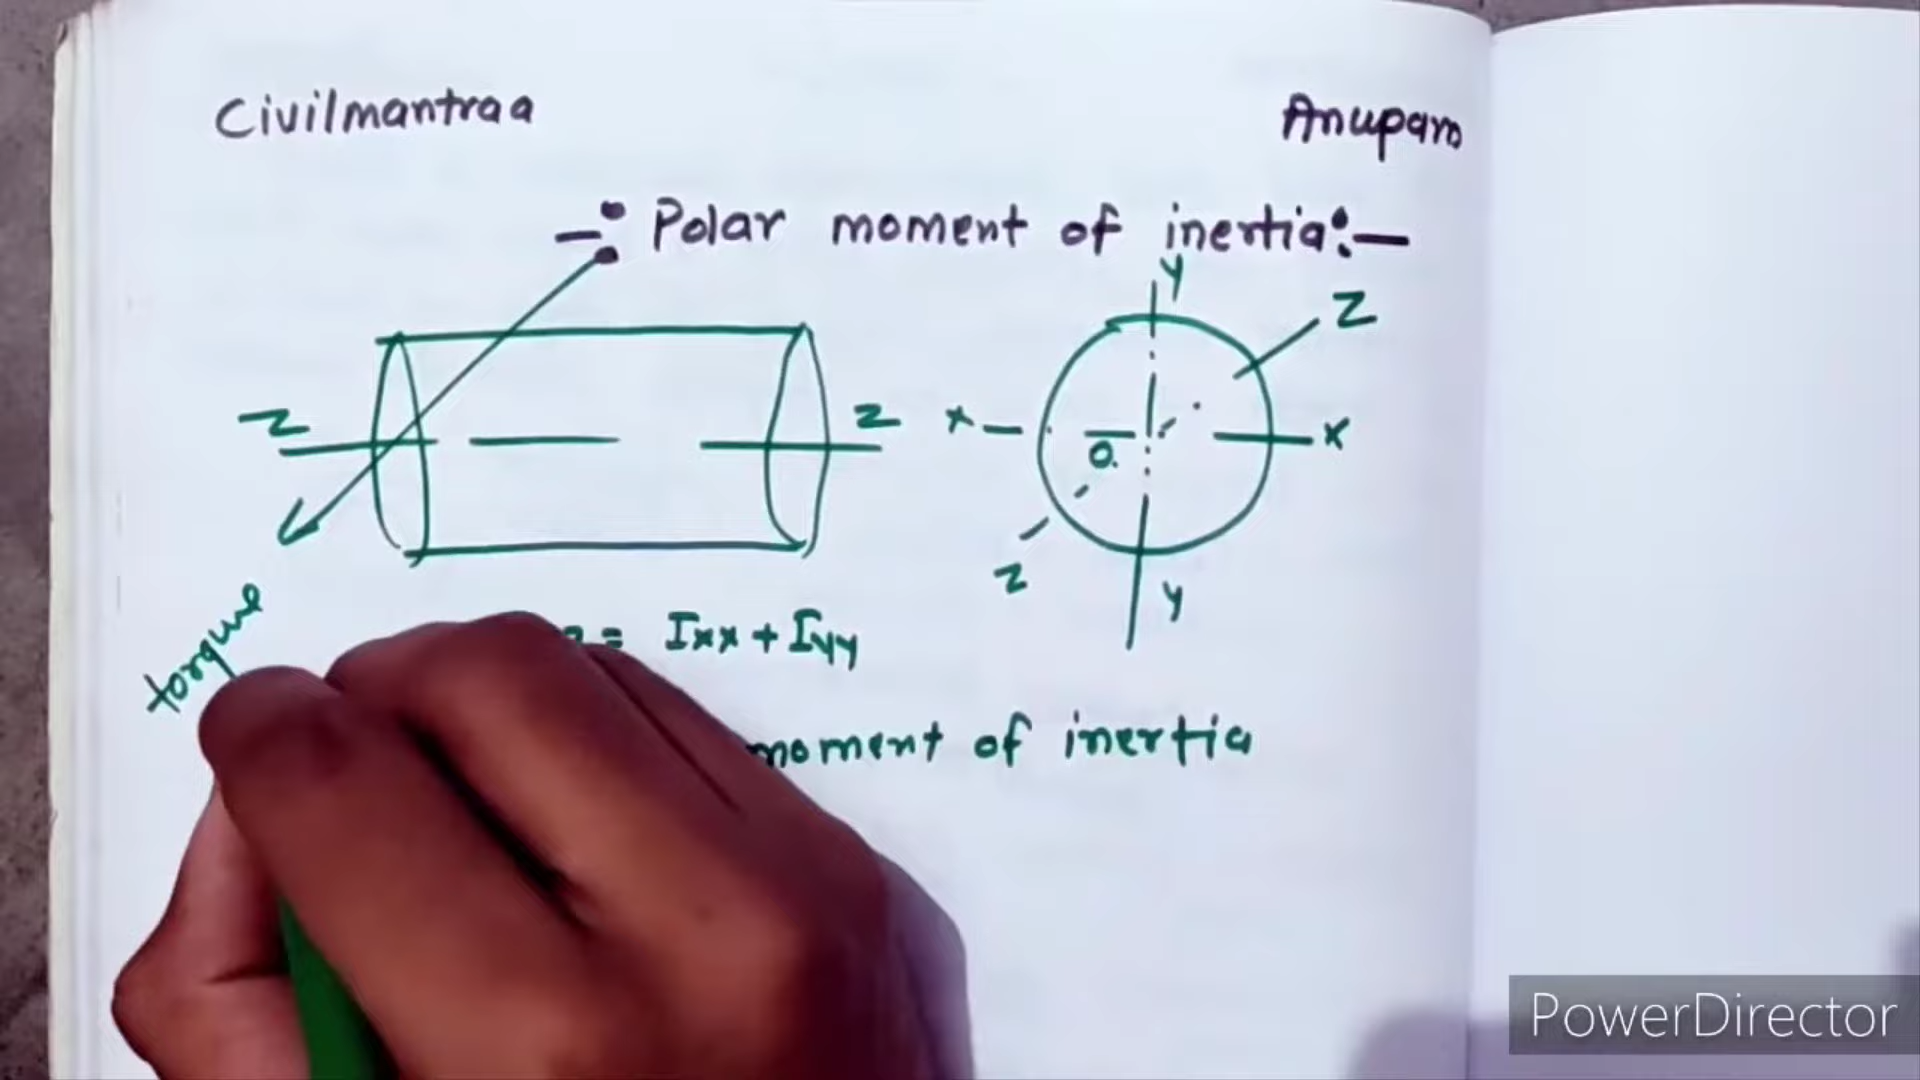 Civilmantraa
Anupam
-: Polar moment of inertia:-
Y
Z
Z
Z
X
X
O
Z
Y
torque
= Ixx + Iyy
moment of inertia
PowerDirector